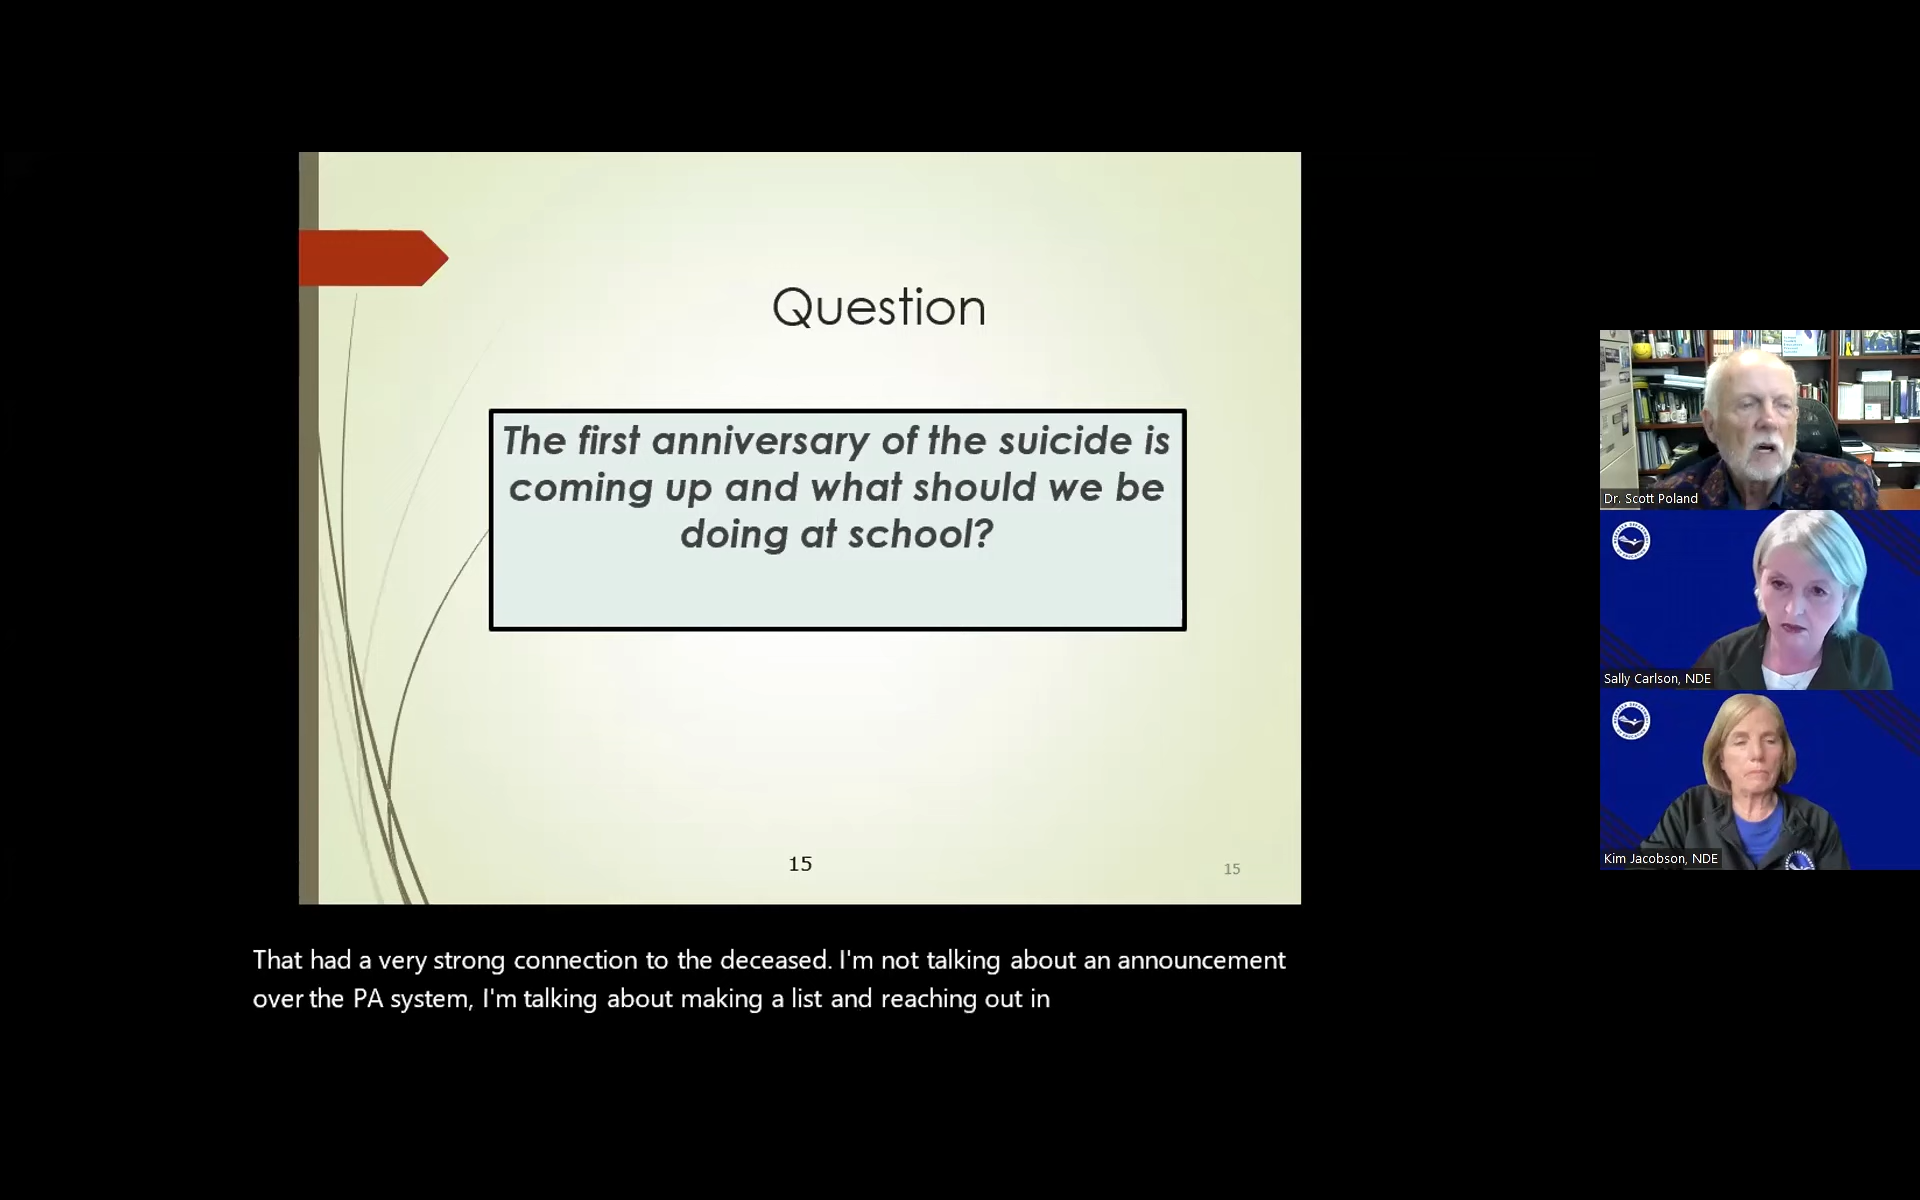 Question
The first anniversary of the suicide is
coming up and what should we be
doing at school?
15
15
Dr. Scott Poland
Sally Carlson, NDE
Kim Jacobson, NDE
That had a very strong connection to the deceased. I'm not talking about an announcement
over the PA system, I'm talking about making a list and reaching out in